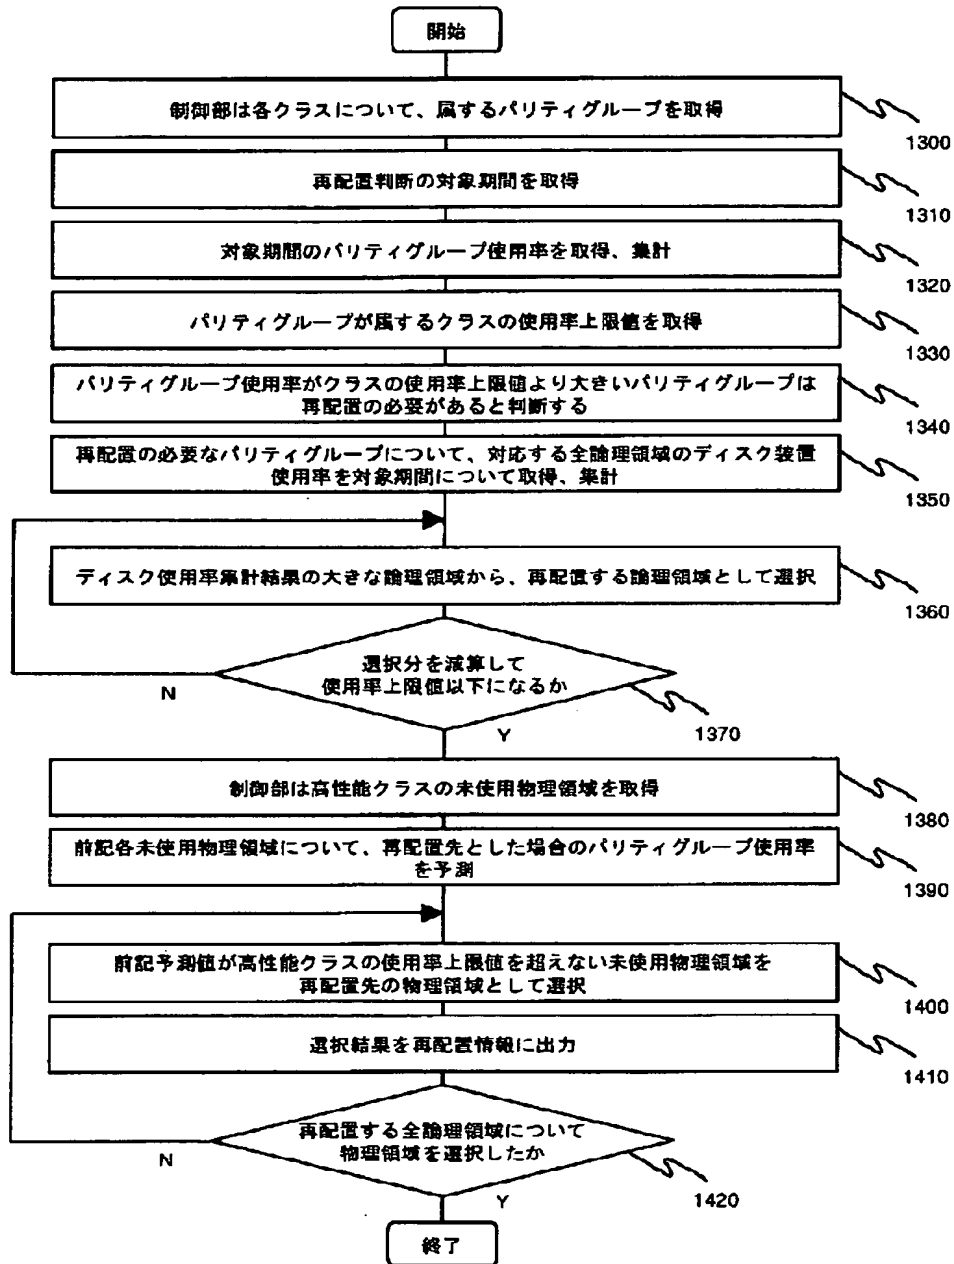 開始
制御部は各クラスについて、属するパリティグループを取得
1300
再配置判断の対象期間を取得
1310
対象期間のパリティグループ使用率を取得、集計
1320
パリティグループが属するクラスの使用率上限値を取得
1330
パリティグループ使用率がクラスの使用率上限値より大きいパリティグループは
再配置の必要があると判断する
1340
再配置の必要なパリティグループについて、対応する全論理領域のディスク装置
使用率を対象期間について取得、集計
1350
ディスク使用率集計結果の大きな論理領域から、再配置する論理領域として選択
1360
選択分を減算して
使用率上限値以下になるか
N
Y
1370
制御部は高性能クラスの未使用物理領域を取得
1380
前記各未使用物理領域について、再配置先とした場合のパリティグループ使用率
を予測
1390
前記予測値が高性能クラスの使用率上限値を超えない未使用物理領域を
再配置先の物理領域として選択
1400
選択結果を再配置情報に出力
1410
再配置する全論理領域について
物理領域を選択したか
N
Y
1420
終了